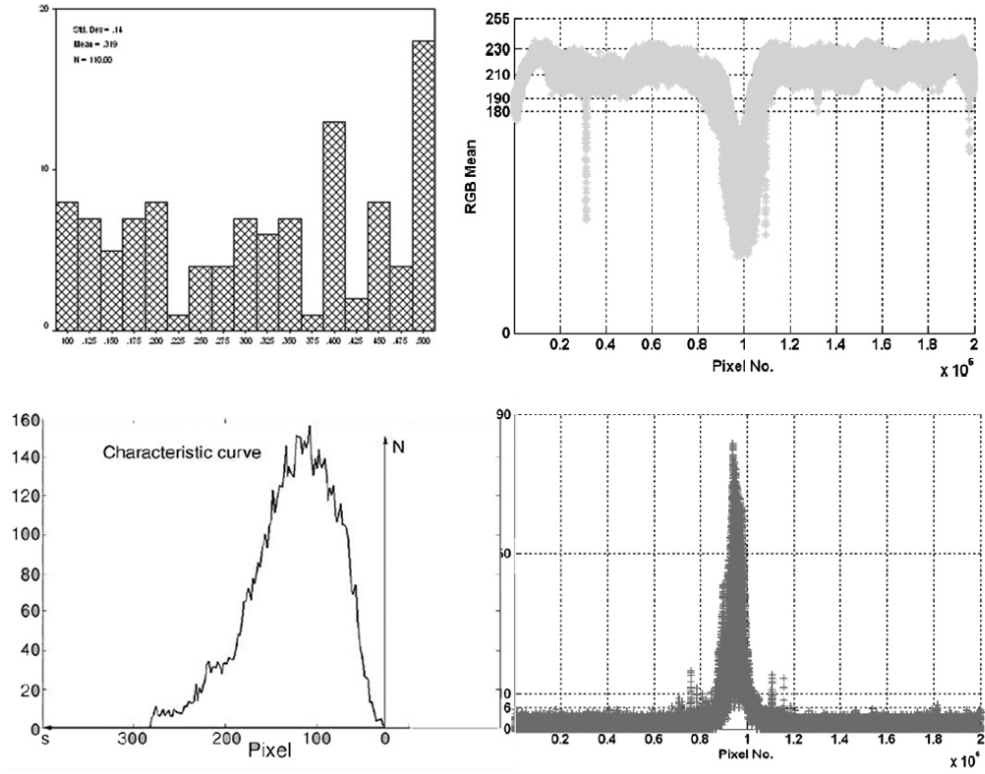 20
Std. Dev = .14
Mean = .319
N = 110.00
10
0
.100 .125 .150 .175 .200 .225 .250 .275 .300 .325 .350 .375 .400 .425 .450 .475 .500
255
230
210
190
180
RGB Mean
0
0.2 0.4 0.6 0.8 1 1.2 1.4 1.6 1.8 2
Pixel No.
x 10⁶
160
Characteristic curve
N
140
120
100
80
60
40
20
0
S 300 200 100 0
Pixel
90
50
10
6
0
0.2 0.4 0.6 0.8 1 1.2 1.4 1.6 1.8 2
Pixel No.
x 10⁶